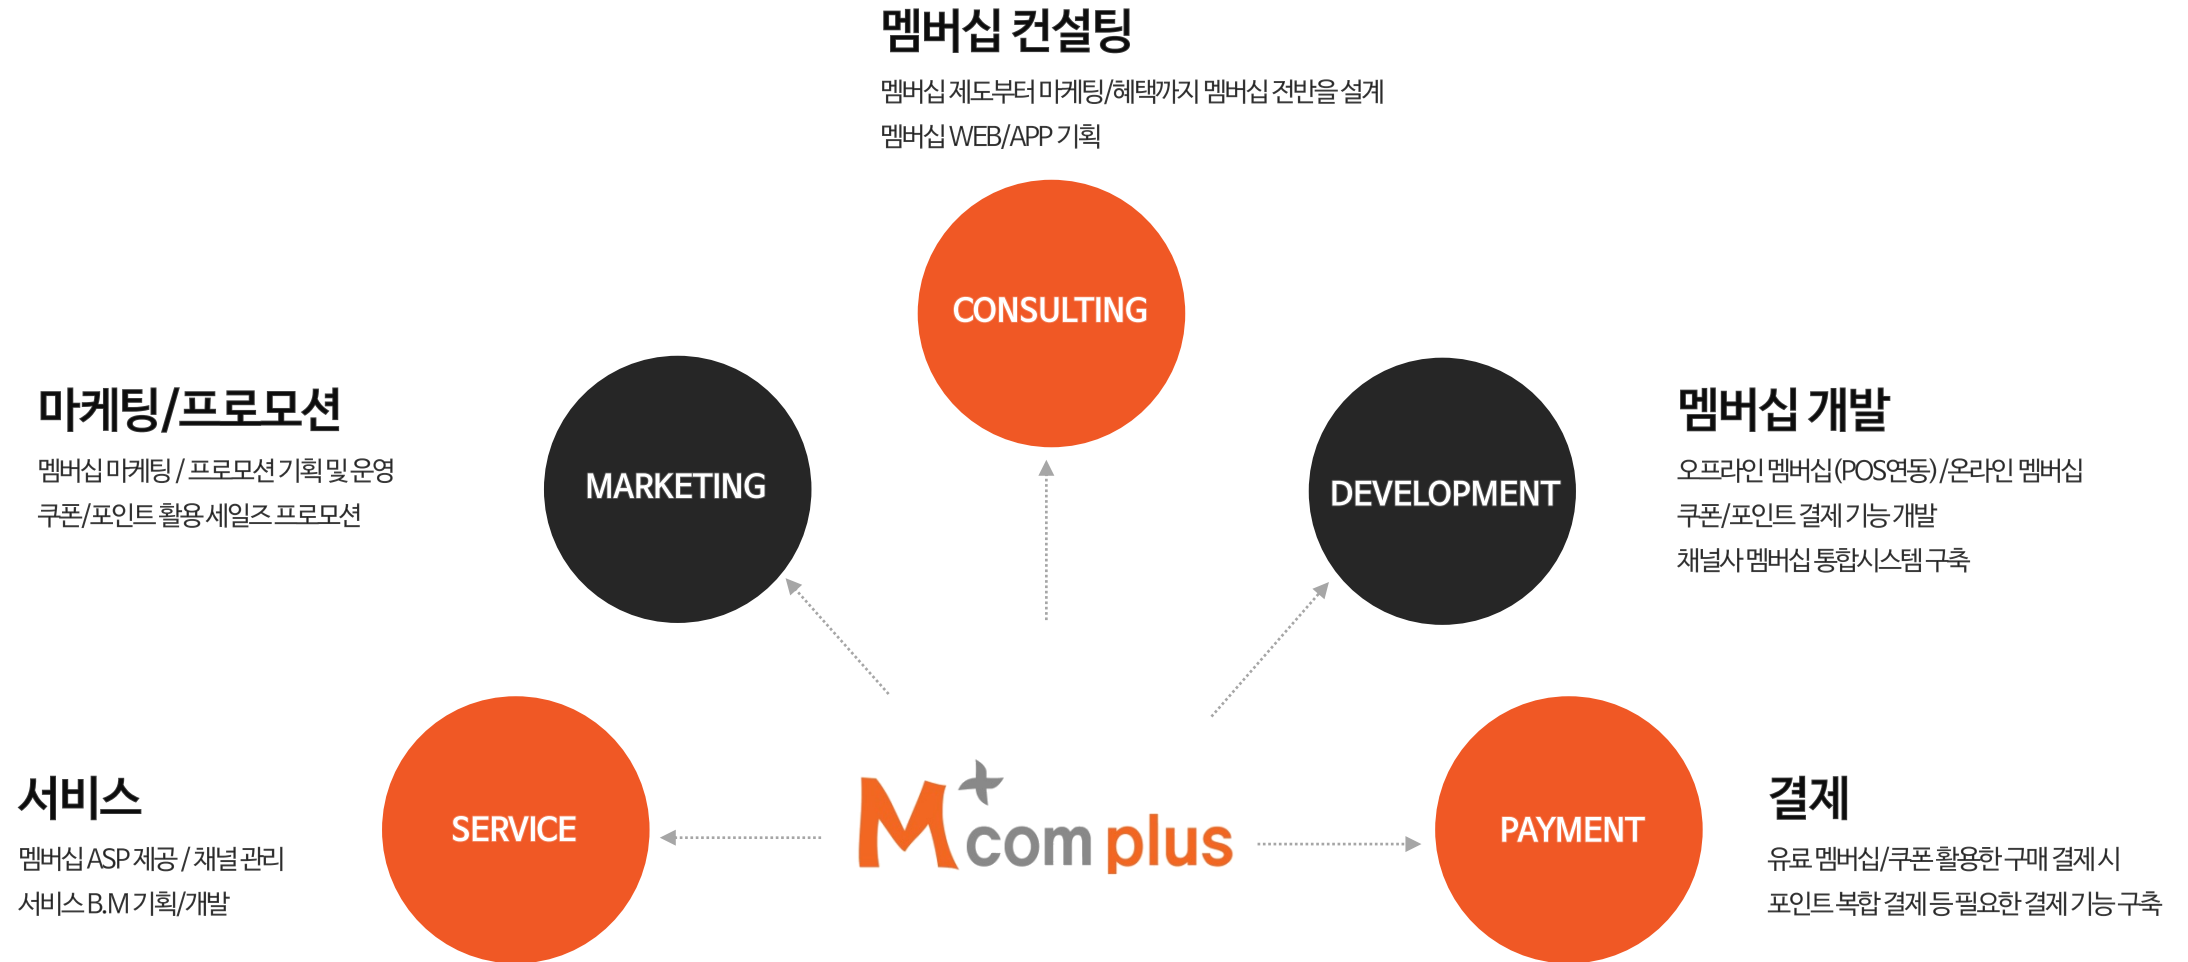 멤버십 컨설팅
멤버십 제도부터 마케팅/혜택까지 멤버십 전반을 설계
멤버십 WEB/APP 기획
CONSULTING
마케팅/프로모션
멤버십 마케팅 / 프로모션 기획 및 운영
쿠폰/포인트 활용 세일즈 프로모션
MARKETING
DEVELOPMENT
멤버십 개발
오프라인 멤버십(POS연동) /온라인 멤버십
쿠폰/포인트 결제 기능 개발
채널사 멤버십 통합시스템 구축
서비스
멤버십 ASP 제공 / 채널 관리
서비스 B.M 기획/개발
SERVICE
M+com plus
PAYMENT
결제
유료 멤버십/쿠폰 활용한 구매 결제 시
포인트 복합 결제 등 필요한 결제 기능 구축